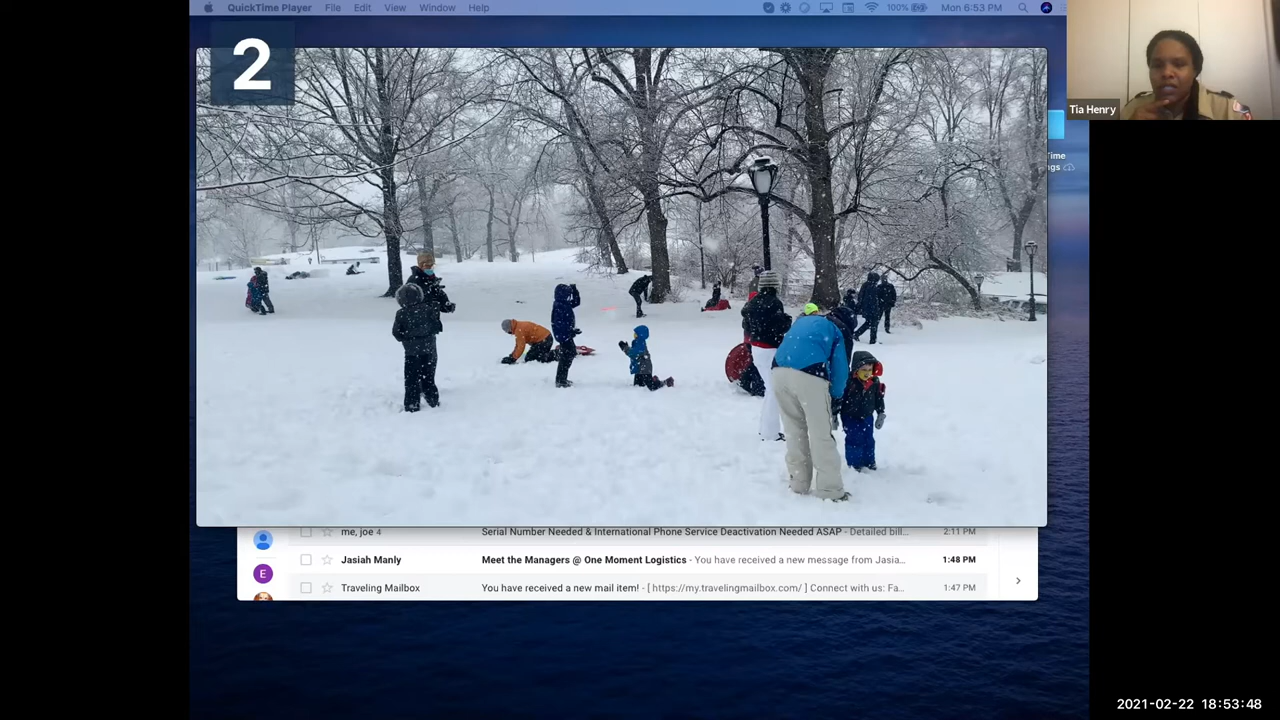 QuickTime Player File Edit View Window Help 100% Mon 6:53 PM
2
Tia Henry
Time
ngs
me, joe Serial Number Needed & International Phone Service Deactivation Needed ASAP - Detailed bill... 2:11 PM
Jasiah Manly Meet the Managers @ One Moment Logistics - You have received a new message from Jasia... 1:48 PM
E
Traveling Mailbox You have received a new mail item! - [ https://my.travelingmailbox.com/ ] Connect with us: Fa... 1:47 PM
2021-02-22 18:53:48